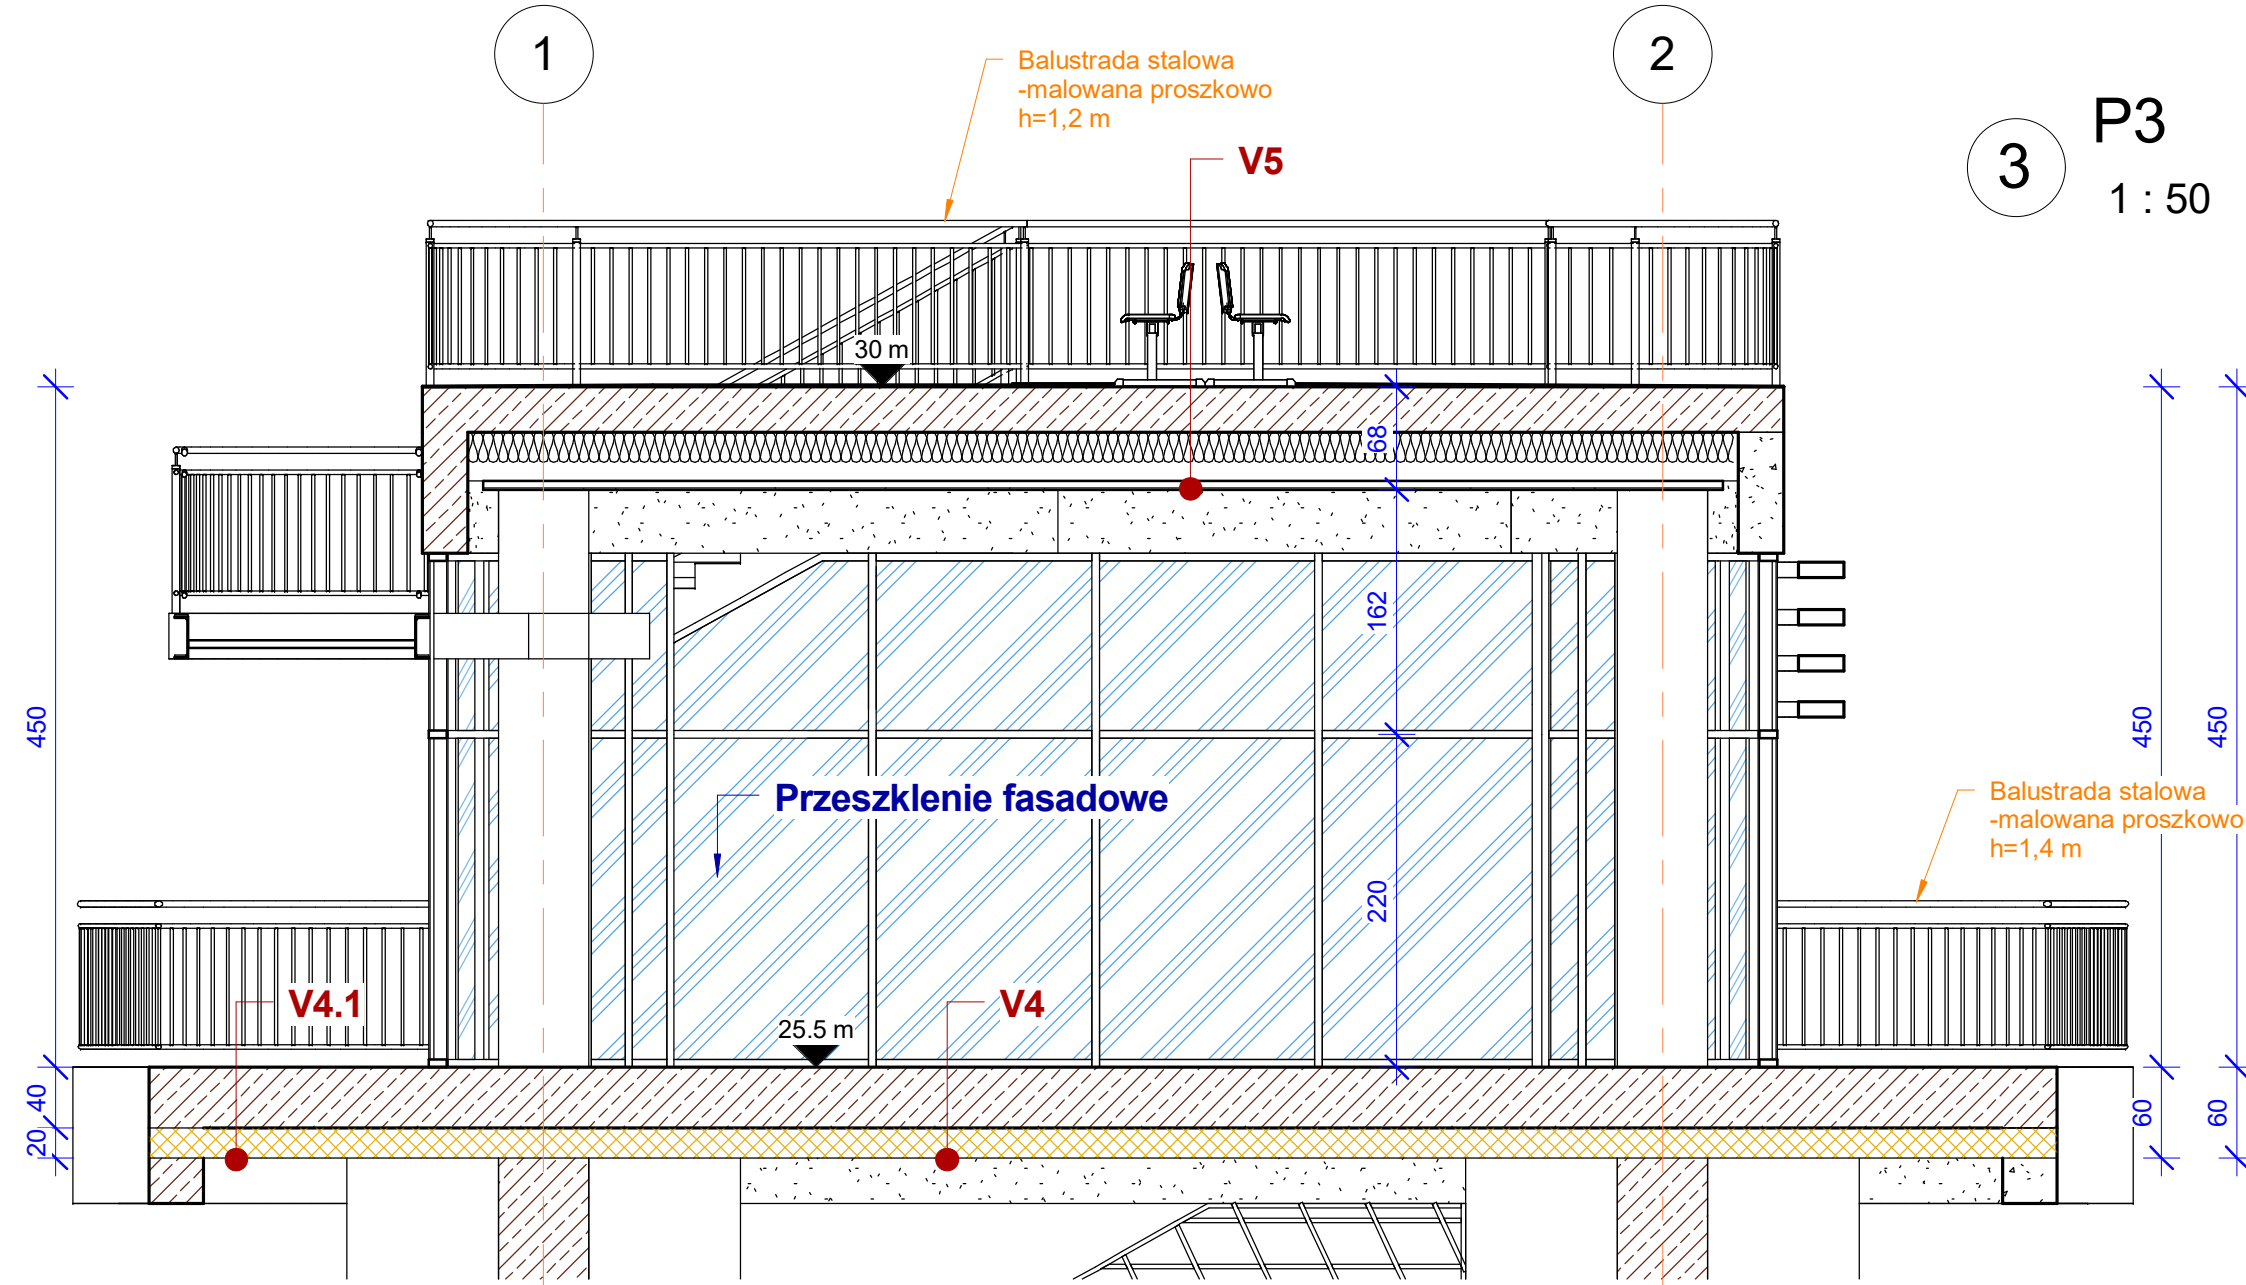 1
2
Balustrada stalowa
-malowana proszkowo
h=1,2 m
V5
3
P3
1 : 50
30 m
68
162
220
450
450
450
Przeszklenie fasadowe
Balustrada stalowa
-malowana proszkowo
h=1,4 m
V4.1
V4
25.5 m
40
20
60
60